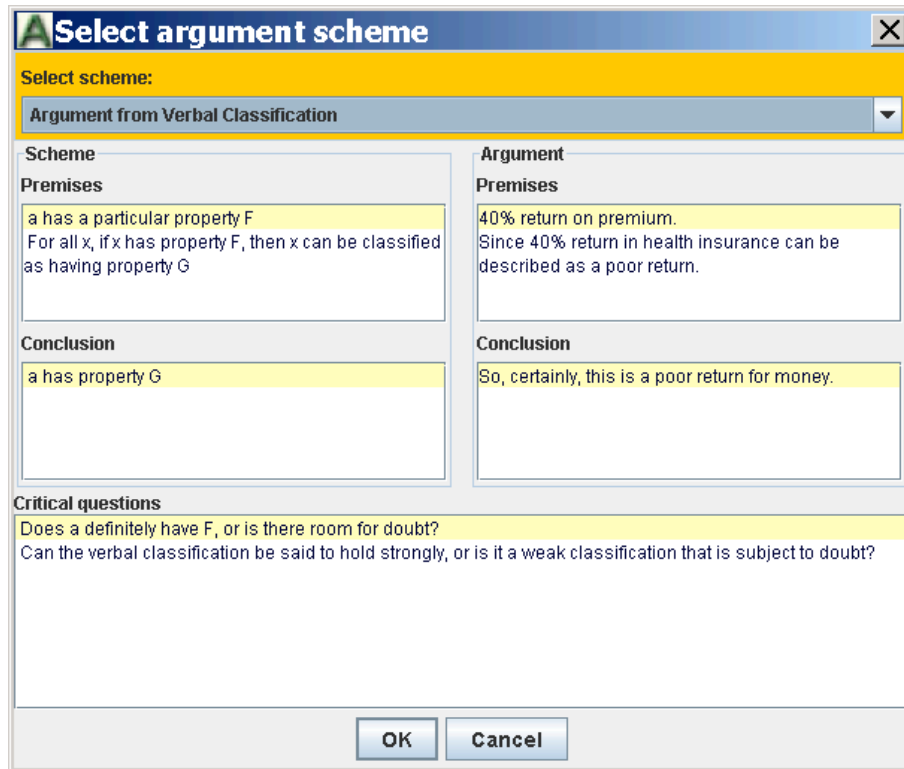 Select argument scheme
Select scheme:
Argument from Verbal Classification
Scheme
Premises
a has a particular property F
For all x, if x has property F, then x can be classified
as having property G
Conclusion
a has property G
Argument
Premises
40% return on premium.
Since 40% return in health insurance can be
described as a poor return.
Conclusion
So, certainly, this is a poor return for money.
Critical questions
Does a definitely have F, or is there room for doubt?
Can the verbal classification be said to hold strongly, or is it a weak classification that is subject to doubt?
OK
Cancel